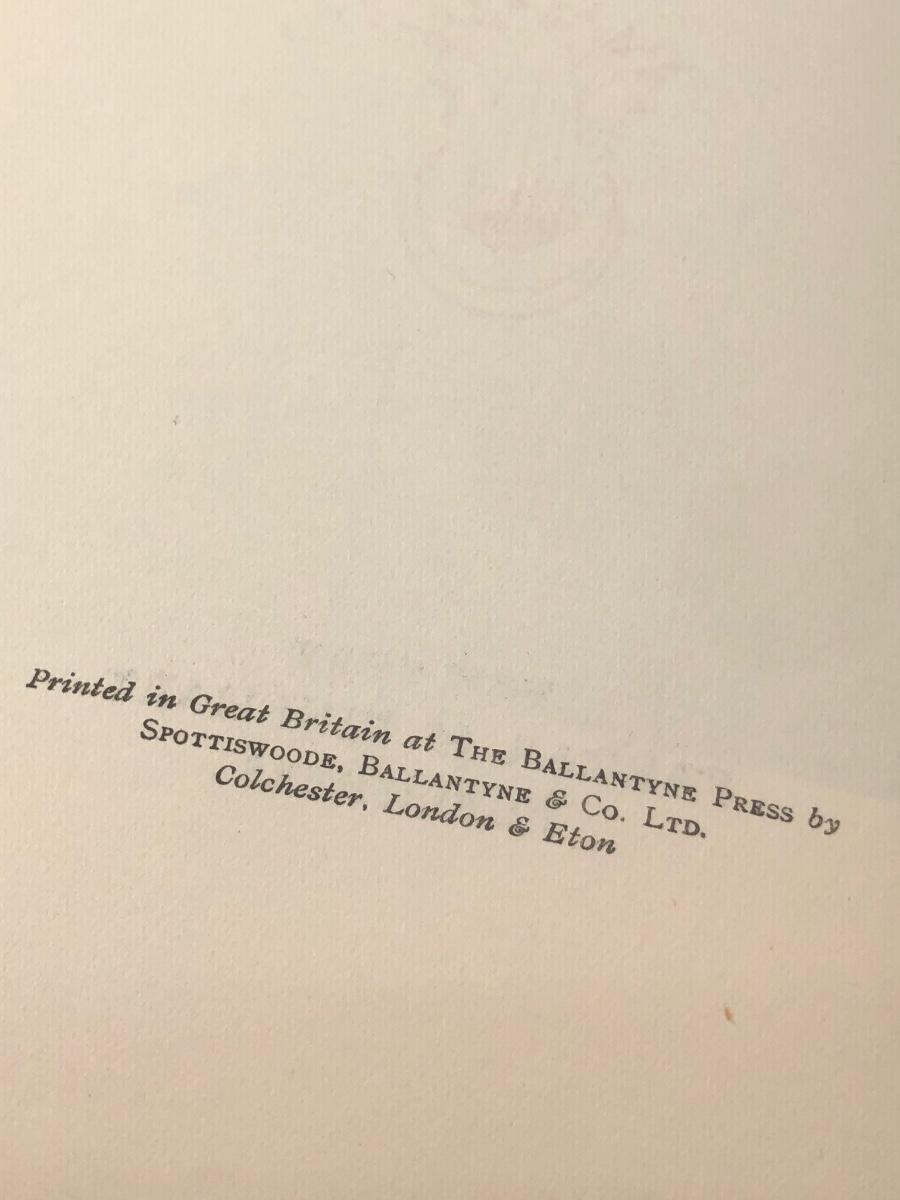 Printed in Great Britain at THE BALLANTYNE PRESS by
SPOTTISWOODE, BALLANTYNE & CO. LTD.
Colchester, London & Eton